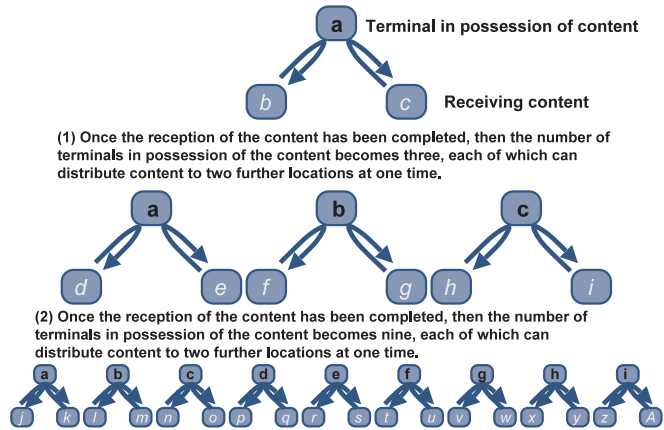 a Terminal in possession of content
b c Receiving content
(1) Once the reception of the content has been completed, then the number of
terminals in possession of the content becomes three, each of which can
distribute content to two further locations at one time.
a b c
d e f g h i
(2) Once the reception of the content has been completed, then the number of
terminals in possession of the content becomes nine, each of which can
distribute content to two further locations at one time.
a b c d e f g h i
j k l m n o p q r s t u v w x y z A